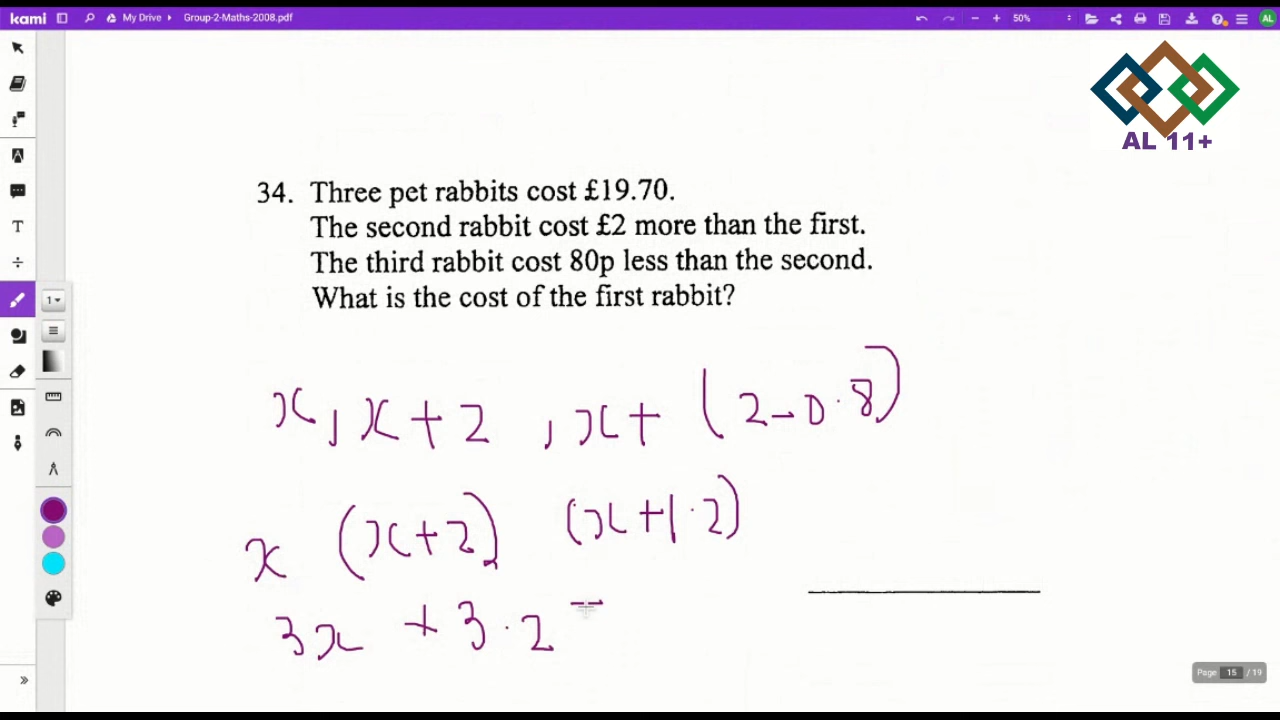 kami My Drive Group-2-Maths-2008.pdf 50% AL
AL 11+
34. Three pet rabbits cost £19.70.
The second rabbit cost £2 more than the first.
The third rabbit cost 80p less than the second.
What is the cost of the first rabbit?
1
x, x + 2 , x + (2 - 0.8)
x (x + 2) (x + 1.2)
3x + 3.2
Page 15 / 19